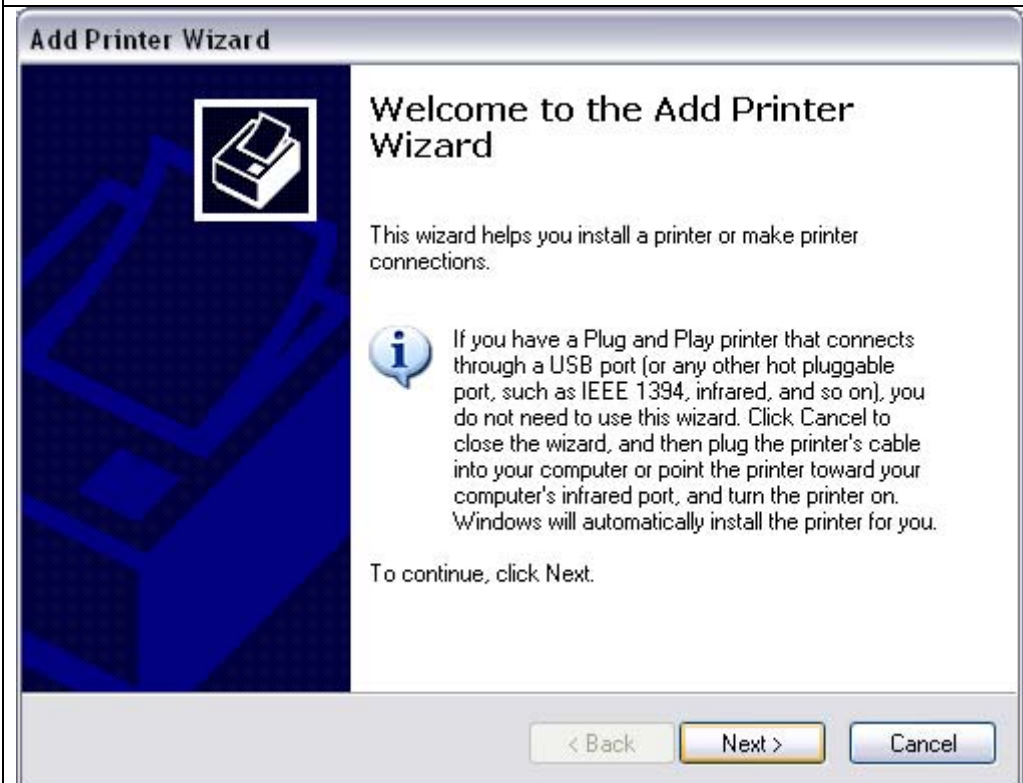 Add Printer Wizard
Welcome to the Add Printer
Wizard
This wizard helps you install a printer or make printer
connections.
If you have a Plug and Play printer that connects
through a USB port (or any other hot pluggable
port, such as IEEE 1394, infrared, and so on), you
do not need to use this wizard. Click Cancel to
close the wizard, and then plug the printer's cable
into your computer or point the printer toward your
computer's infrared port, and turn the printer on.
Windows will automatically install the printer for you.
To continue, click Next.
< Back Next > Cancel